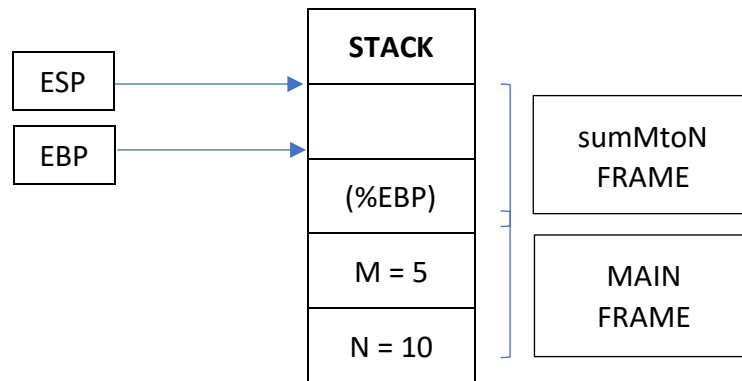 STACK
ESP
EBP
sumMtoN
FRAME
(%EBP)
M = 5
MAIN
FRAME
N = 10